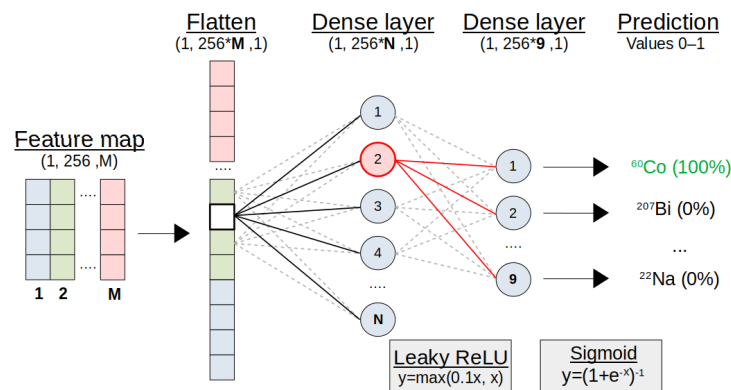 Flatten
(1, 256*M ,1)
Dense layer
(1, 256*N ,1)
Dense layer
(1, 256*9 ,1)
Prediction
Values 0–1
Feature map
(1, 256 ,M)
....
....
1 2 M
....
1
2
3
4
....
N
1
2
....
9
⁶⁰Co (100%)
²⁰⁷Bi (0%)
...
²²Na (0%)
Leaky ReLU
y=max(0.1x, x)
Sigmoid
y=(1+e⁻ˣ)⁻¹